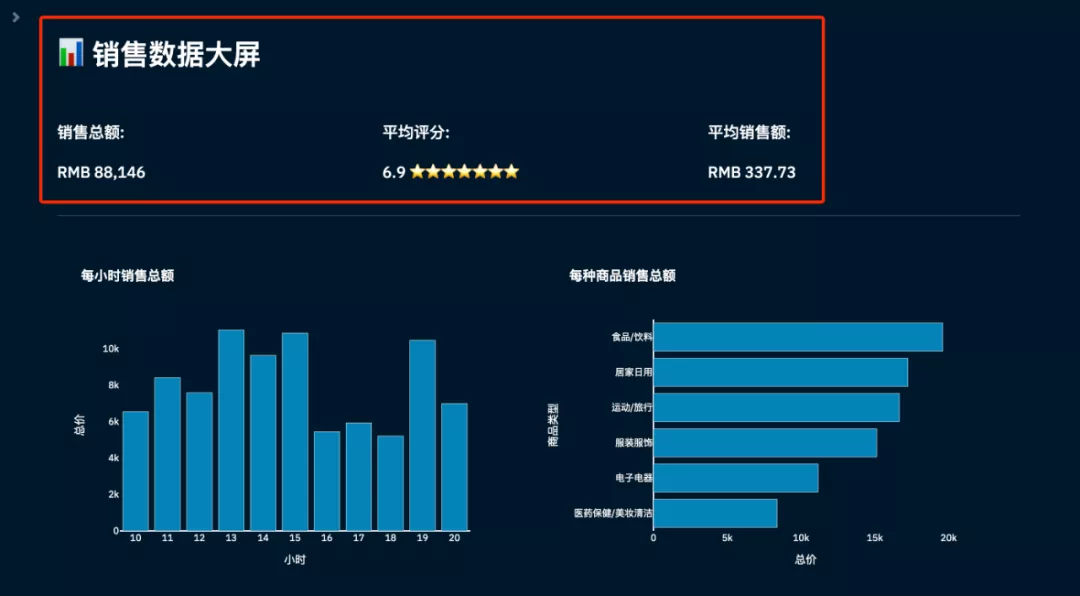 📊 销售数据大屏
销售总额: 平均评分: 平均销售额:
RMB 88,146 6.9 ⭐⭐⭐⭐⭐⭐⭐ RMB 337.73
每小时销售总额
总价
10k
8k
6k
4k
2k
0
10 11 12 13 14 15 16 17 18 19 20
小时
每种商品销售总额
商品类型
食品/饮料
居家日用
运动/旅行
服装服饰
电子电器
医药保健/美妆清洁
0 5k 10k 15k 20k
总价